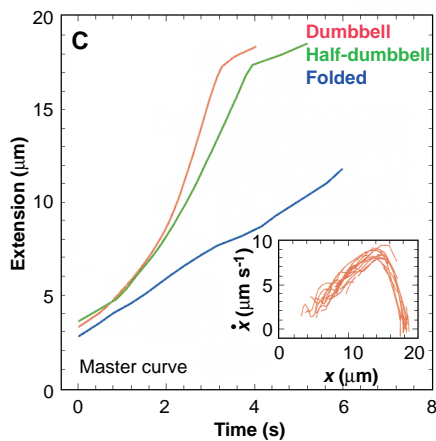 C
Dumbbell
Half-dumbbell
Folded
Extension (μm)
20
15
10
5
0
Master curve
0
2
4
6
8
Time (s)
ẋ (μm s⁻¹)
10
5
0
0
10
20
x (μm)